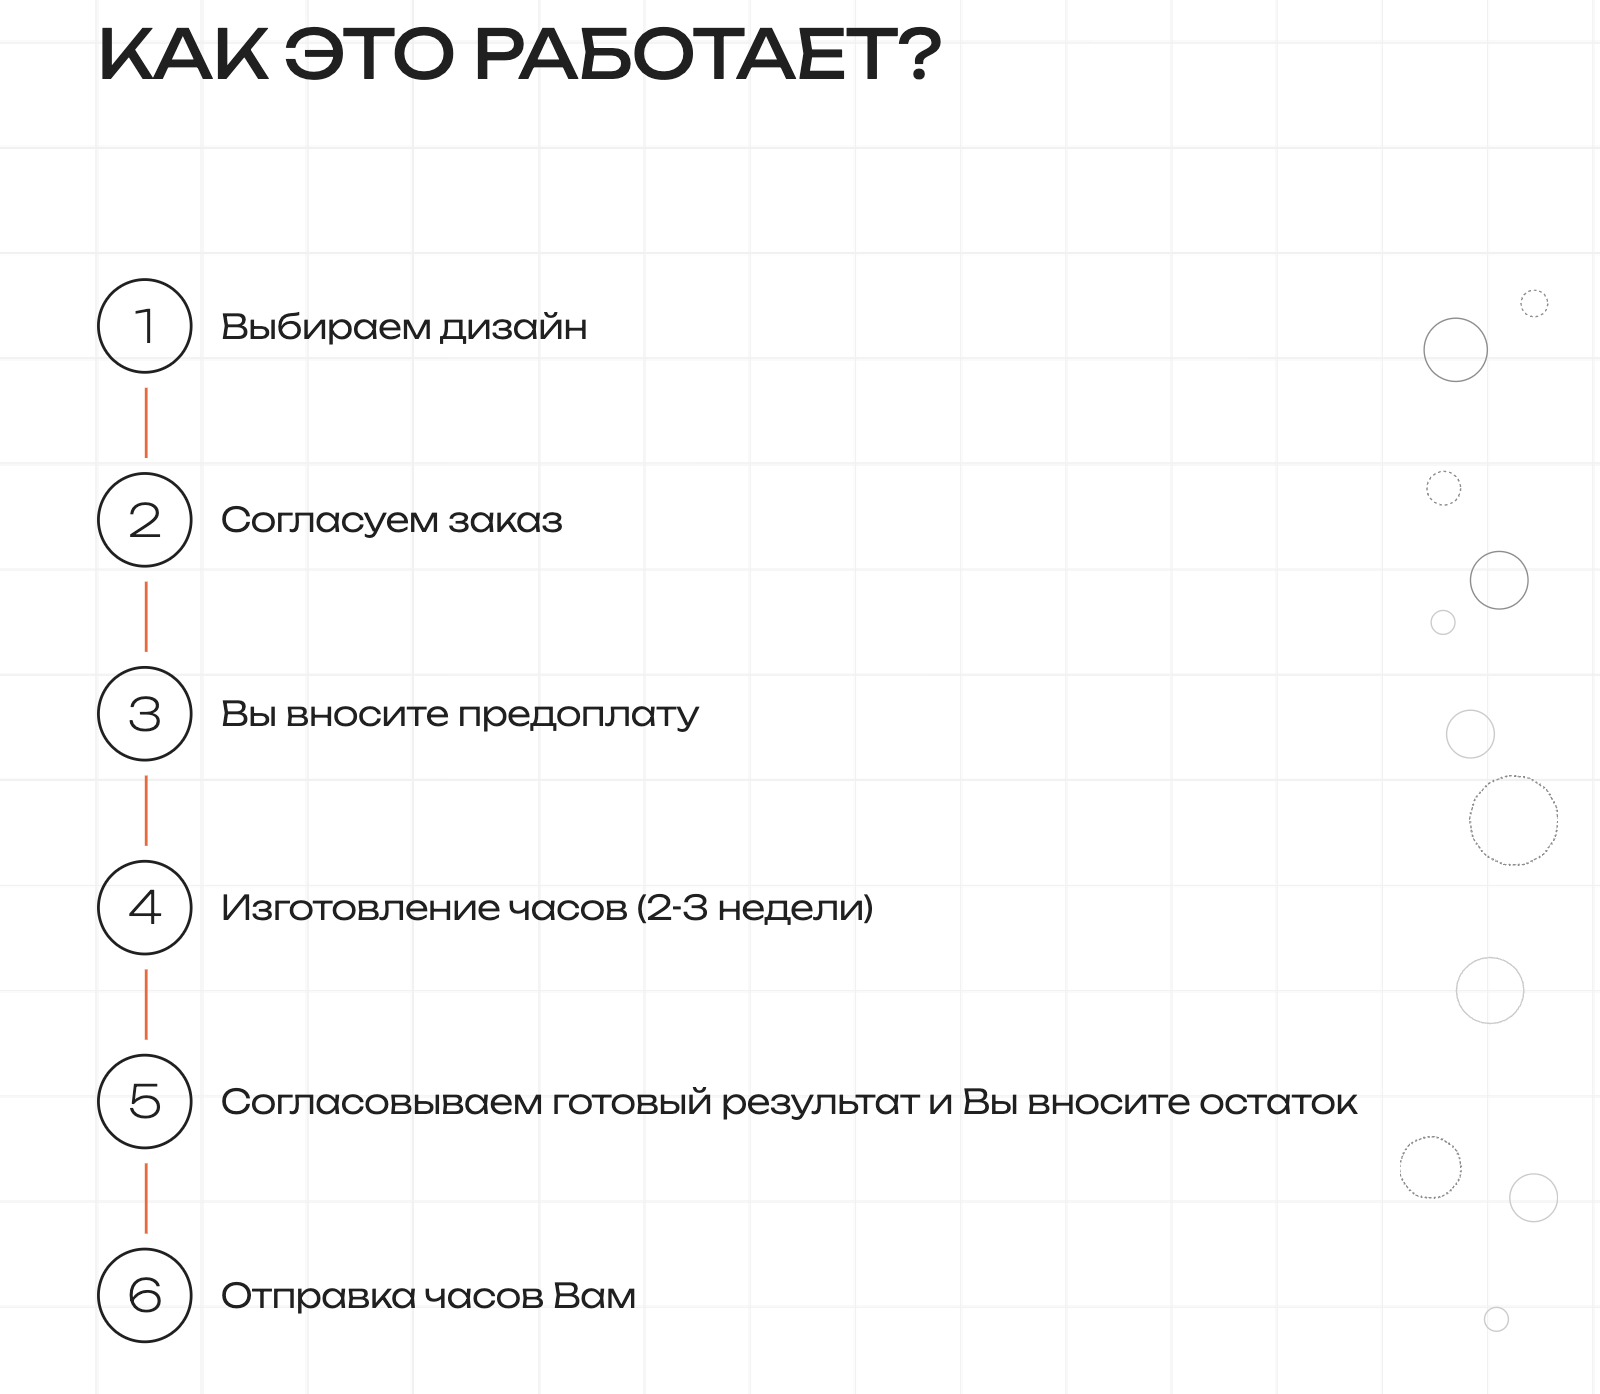 КАК ЭТО РАБОТАЕТ?
1 Выбираем дизайн
2 Согласуем заказ
3 Вы вносите предоплату
4 Изготовление часов (2-3 недели)
5 Согласовываем готовый результат и Вы вносите остаток
6 Отправка часов Вам